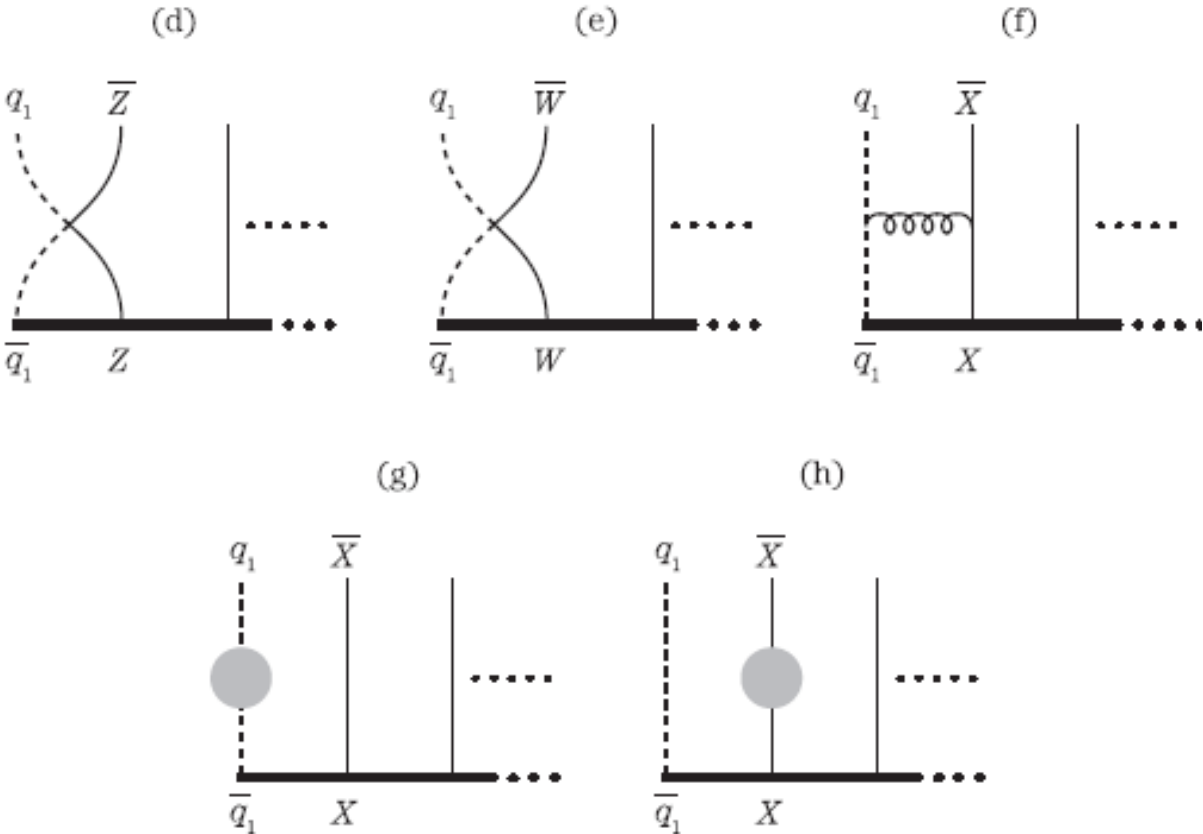 (d) (e) (f)
q₁ Z̅ q₁ W̅ q₁ X̅
q̅₁ Z q̅₁ W q̅₁ X
(g) (h)
q₁ X̅ q₁ X̅
q̅₁ X q̅₁ X